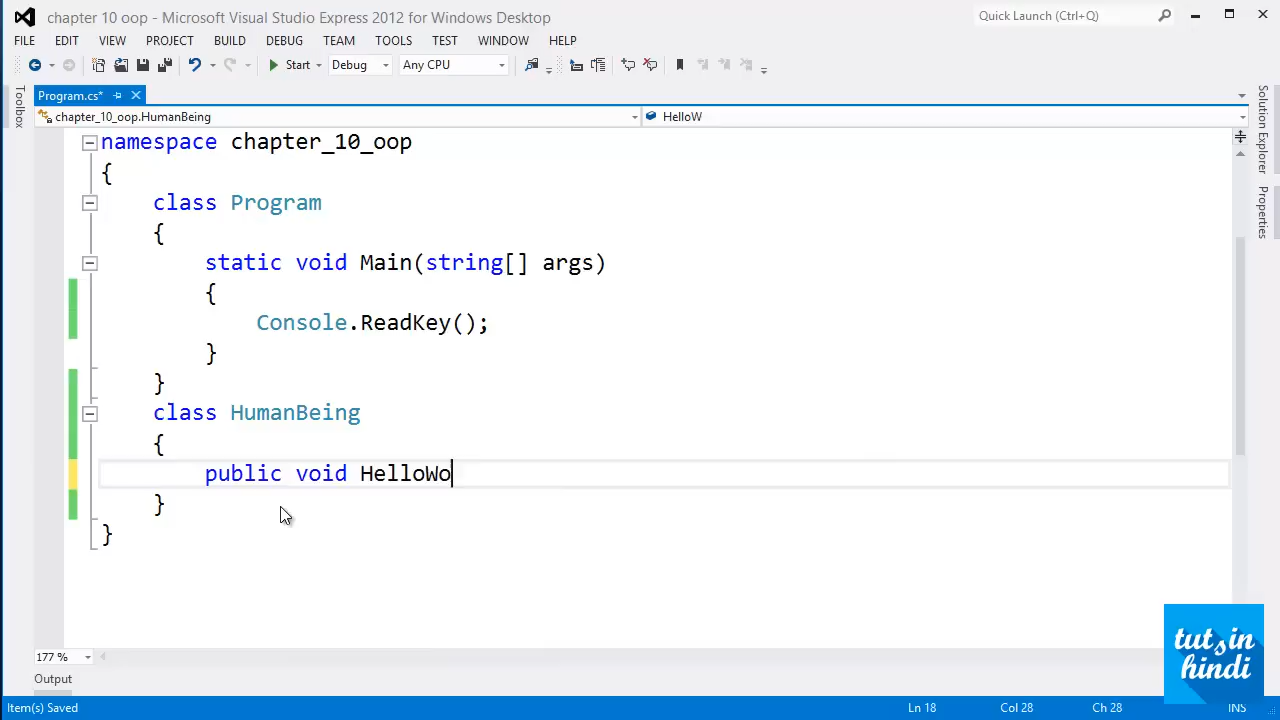 chapter 10 oop - Microsoft Visual Studio Express 2012 for Windows Desktop
Quick Launch (Ctrl+Q)
FILE EDIT VIEW PROJECT BUILD DEBUG TEAM TOOLS TEST WINDOW HELP
Start Debug Any CPU
Toolbox
Program.cs*
chapter_10_oop.HumanBeing
HelloW
Solution Explorer
Properties
namespace chapter_10_oop
{
class Program
{
static void Main(string[] args)
{
Console.ReadKey();
}
}
class HumanBeing
{
public void HelloWo
}
}
tutsin
hindi
177 %
Output
Item(s) Saved
Ln 18 Col 28 Ch 28 INS